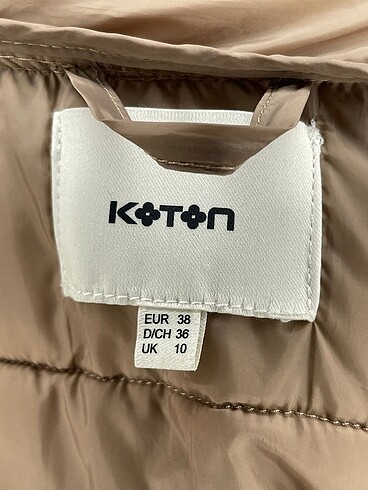 KOTON
EUR 38
D/CH 36
UK 10